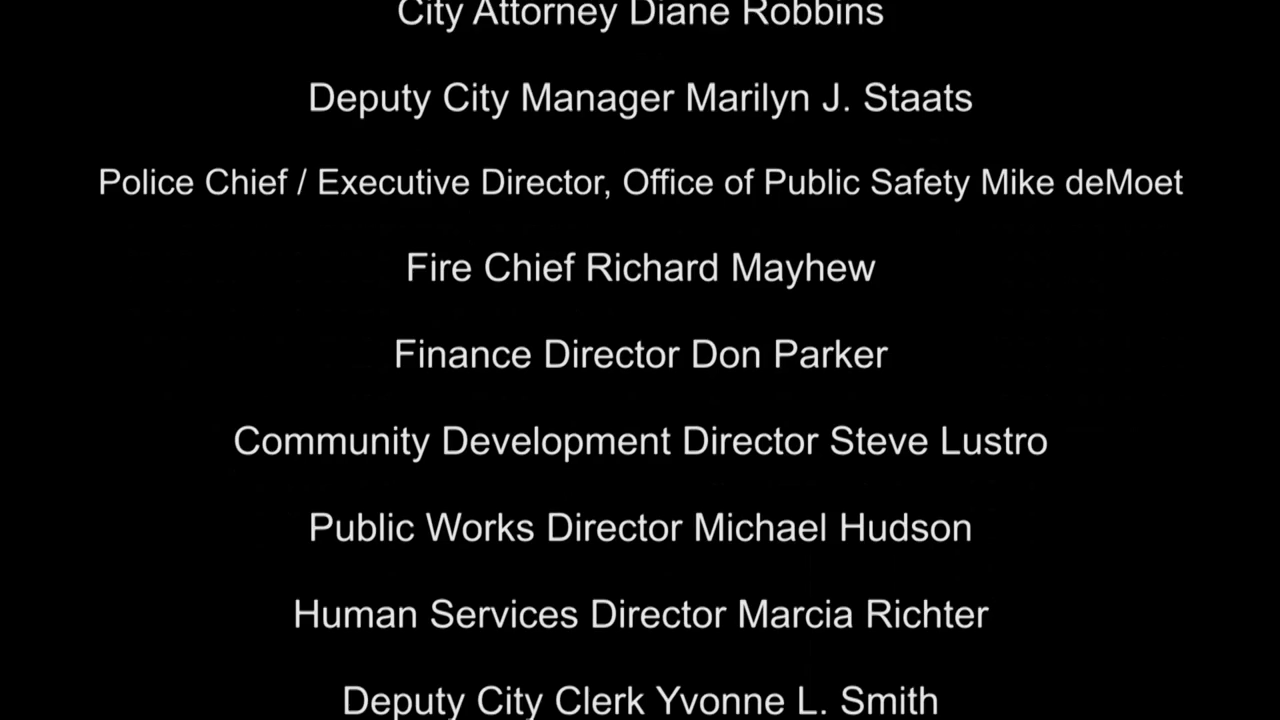 City Attorney Diane Robbins
Deputy City Manager Marilyn J. Staats
Police Chief / Executive Director, Office of Public Safety Mike deMoet
Fire Chief Richard Mayhew
Finance Director Don Parker
Community Development Director Steve Lustro
Public Works Director Michael Hudson
Human Services Director Marcia Richter
Deputy City Clerk Yvonne L. Smith